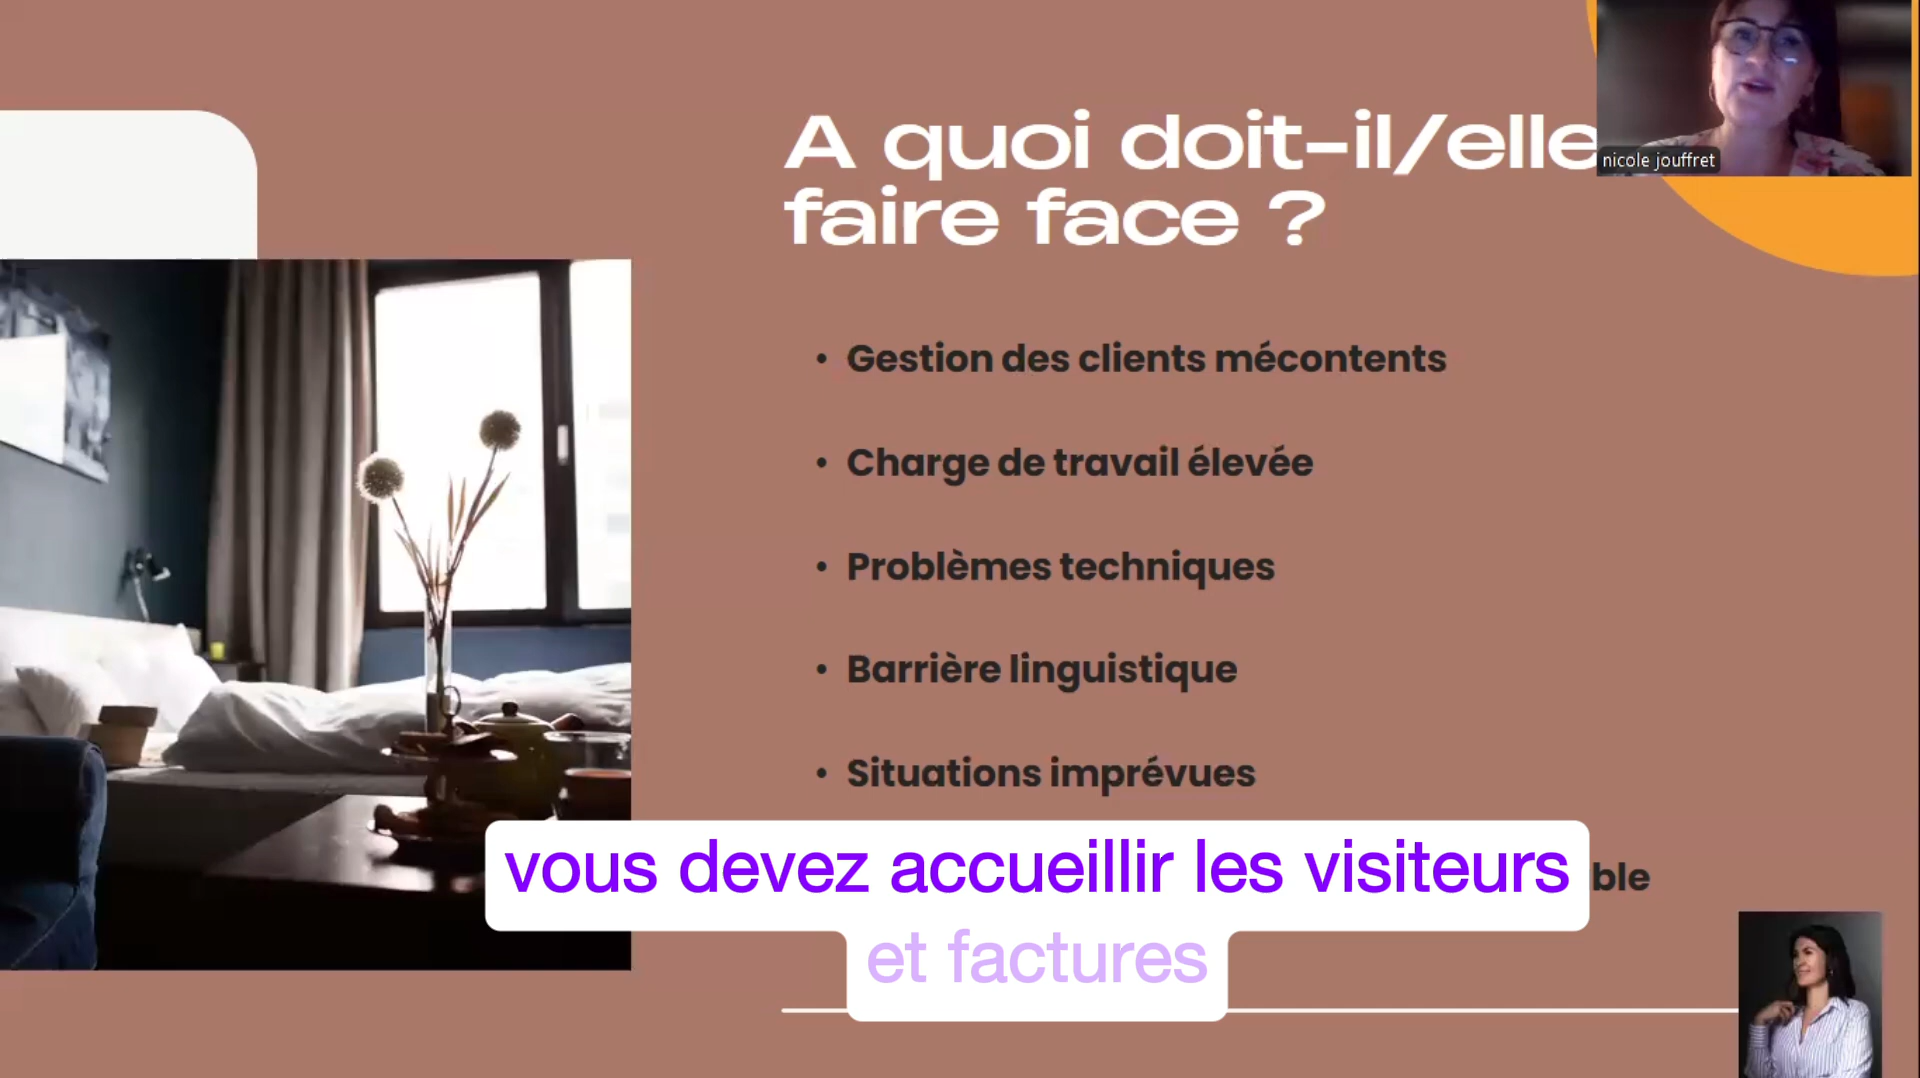 nicole jouffret
A quoi doit-il/elle
faire face ?
• Gestion des clients mécontents
• Charge de travail élevée
• Problèmes techniques
• Barrière linguistique
• Situations imprévues
ble
vous devez accueillir les visiteurs
et factures